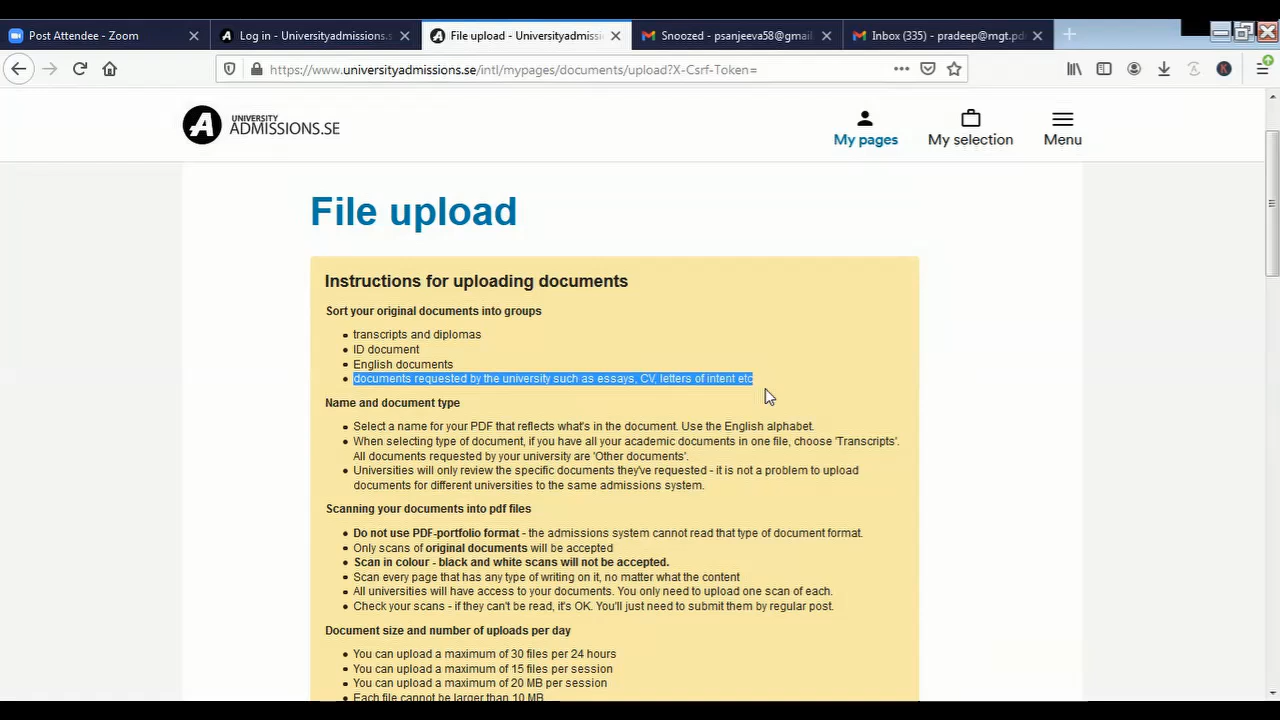 Post Attendee - Zoom
Log in - Universityadmissions.s
File upload - Universityadmissi
Snoozed - psanjeeva58@gmail
Inbox (335) - pradeep@mgt.pd
https://www.universityadmissions.se/intl/mypages/documents/upload?X-Csrf-Token=
UNIVERSITY
ADMISSIONS.SE
My pages
My selection
Menu
File upload
Instructions for uploading documents
Sort your original documents into groups
• transcripts and diplomas
• ID document
• English documents
• documents requested by the university such as essays, CV, letters of intent etc
Name and document type
• Select a name for your PDF that reflects what's in the document. Use the English alphabet.
• When selecting type of document, if you have all your academic documents in one file, choose 'Transcripts'.
All documents requested by your university are 'Other documents'.
• Universities will only review the specific documents they've requested - it is not a problem to upload
documents for different universities to the same admissions system.
Scanning your documents into pdf files
• Do not use PDF-portfolio format - the admissions system cannot read that type of document format.
• Only scans of original documents will be accepted
• Scan in colour - black and white scans will not be accepted.
• Scan every page that has any type of writing on it, no matter what the content
• All universities will have access to your documents. You only need to upload one scan of each.
• Check your scans - if they can't be read, it's OK. You'll just need to submit them by regular post.
Document size and number of uploads per day
• You can upload a maximum of 30 files per 24 hours
• You can upload a maximum of 15 files per session
• You can upload a maximum of 20 MB per session
• Each file cannot be larger than 10 MB